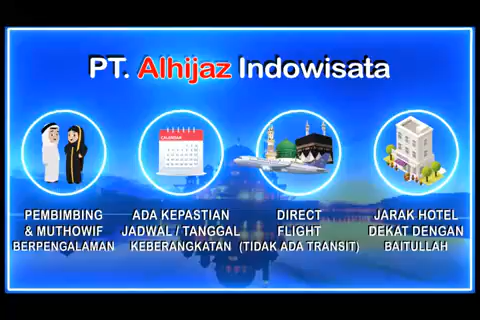 PT. Alhijaz Indowisata
CALENDAR
PEMBIMBING
& MUTHOWIF
BERPENGALAMAN
ADA KEPASTIAN
JADWAL / TANGGAL
KEBERANGKATAN
DIRECT
FLIGHT
(TIDAK ADA TRANSIT)
JARAK HOTEL
DEKAT DENGAN
BAITULLAH